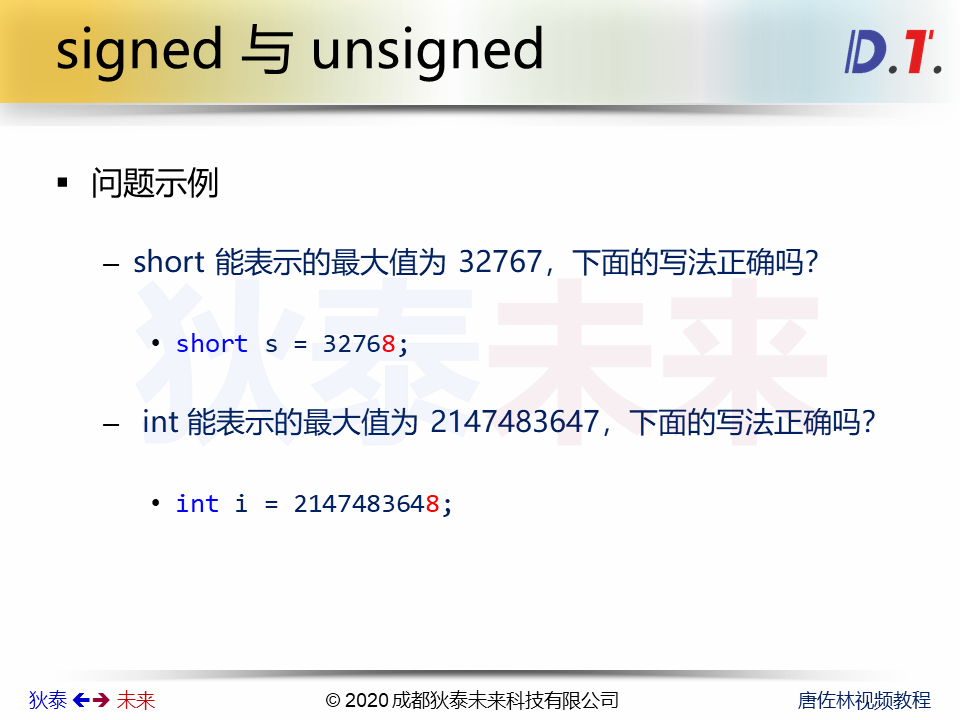 signed 与 unsigned
D.T.
▪ 问题示例
– short 能表示的最大值为 32767，下面的写法正确吗？
• short s = 32768;
– int 能表示的最大值为 2147483647，下面的写法正确吗？
• int i = 2147483648;
狄泰未来
狄泰 未来
© 2020 成都狄泰未来科技有限公司
唐佐林视频教程